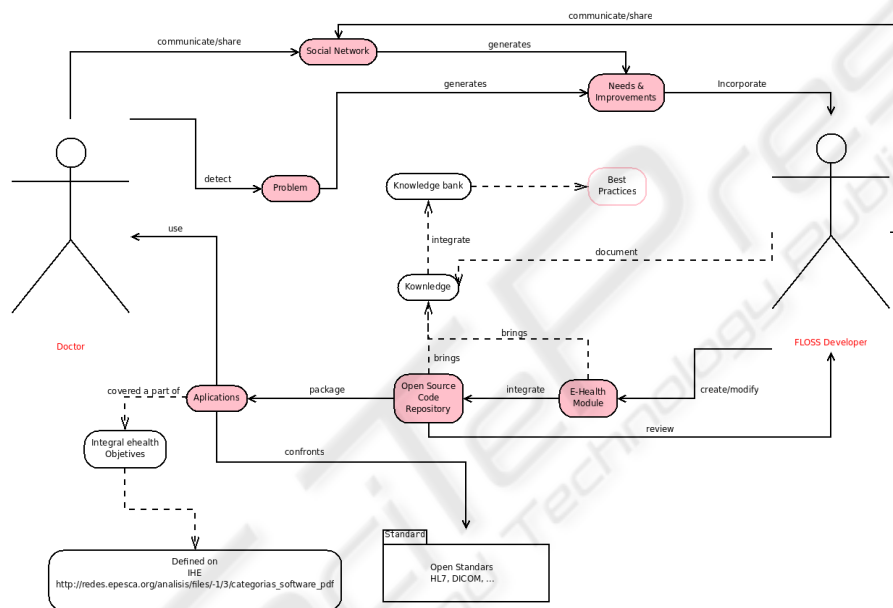 communicate/share
communicate/share
Social Network
generates
Needs &
Improvements
generates
Incorporate
detect
Problem
Knowledge bank
Best
Practices
use
integrate
document
Kownledge
Doctor
brings
FLOSS Developer
brings
covered a part of
Aplications
package
Open Source
Code
Repository
integrate
E-Health
Module
create/modify
review
Integral ehealth
Objetives
confronts
Standard
Defined on
IHE
http://redes.epesca.org/analisis/files/-1/3/categorias_software_pdf
Open Standars
HL7, DICOM, ...